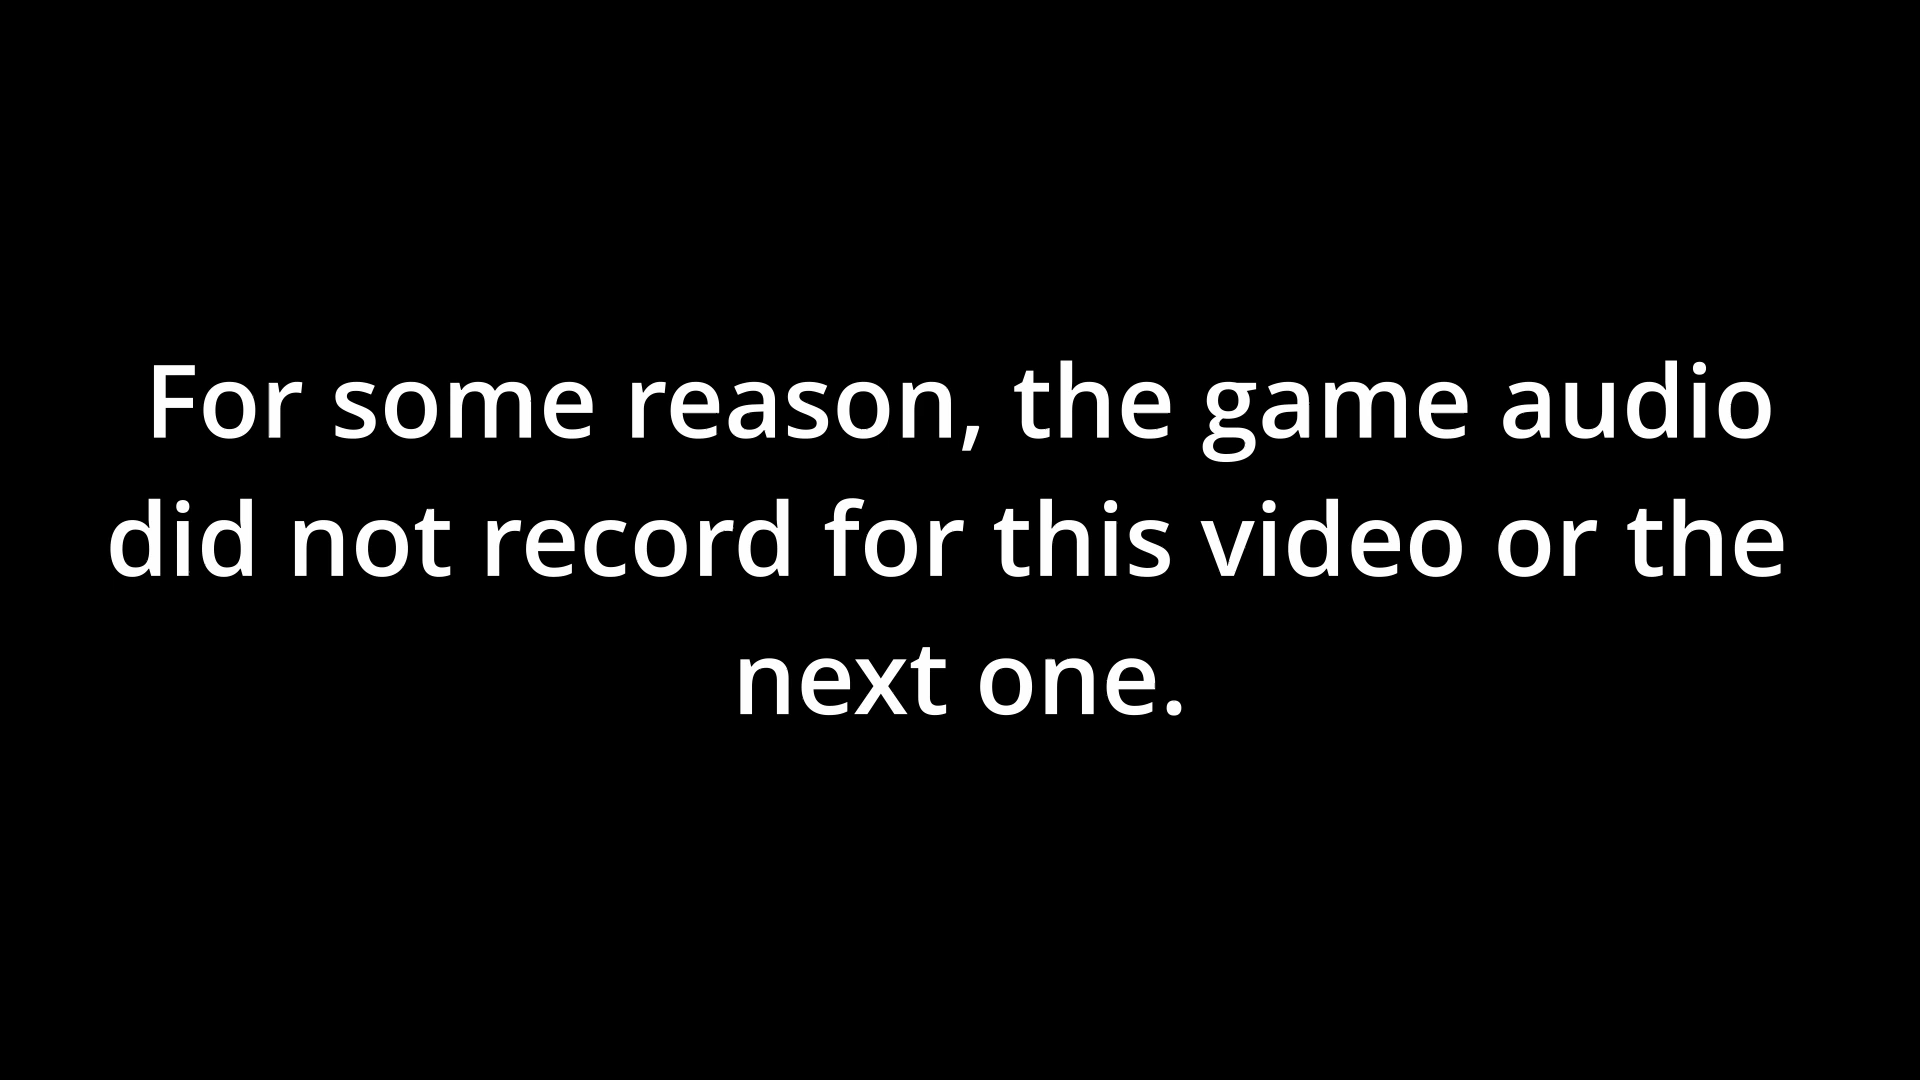 For some reason, the game audio
did not record for this video or the
next one.